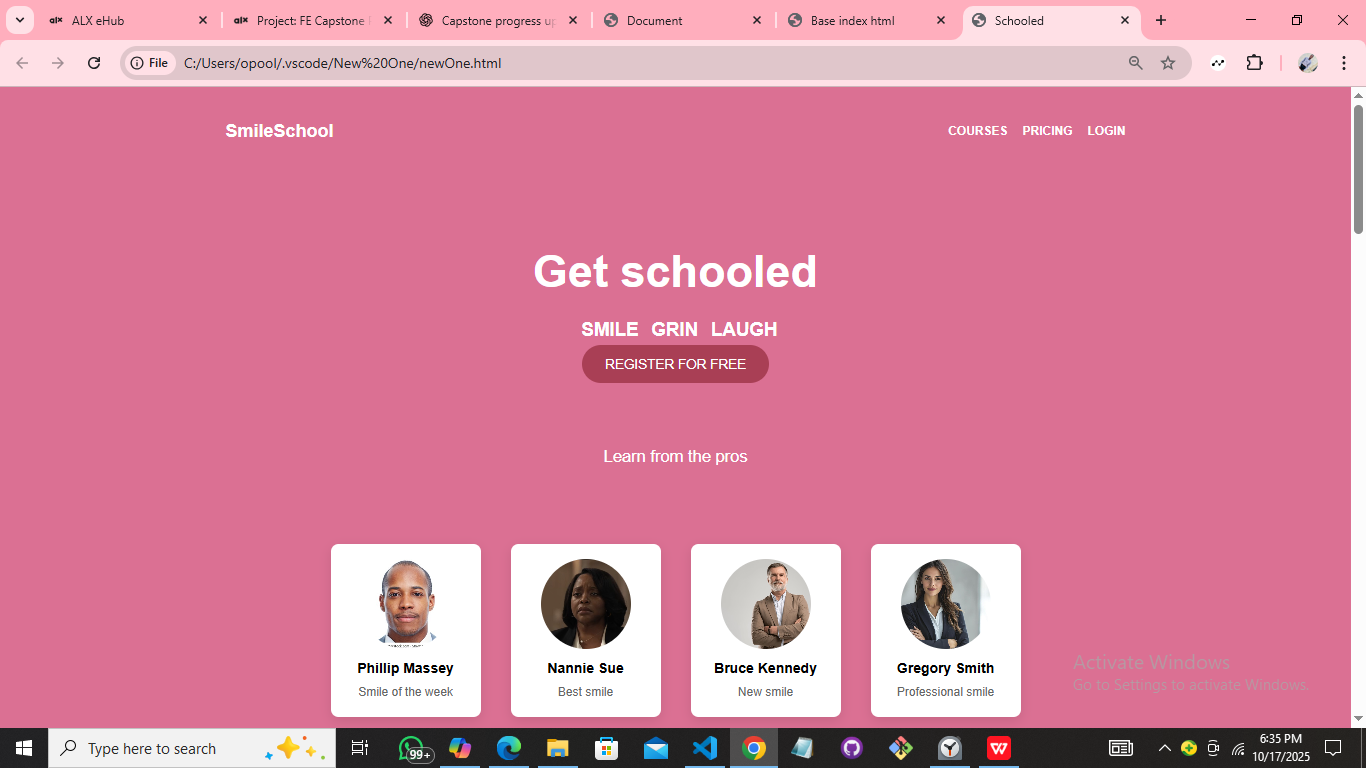 alx ALX eHub
alx Project: FE Capstone
Capstone progress up
Document
Base index html
Schooled
File C:/Users/opool/.vscode/New%20One/newOne.html
SmileSchool
COURSES PRICING LOGIN
Get schooled
SMILE GRIN LAUGH
REGISTER FOR FREE
Learn from the pros
Phillip Massey
Smile of the week
Nannie Sue
Best smile
Bruce Kennedy
New smile
Gregory Smith
Professional smile
Activate Windows
Go to Settings to activate Windows.
Type here to search
99+
6:35 PM
10/17/2025